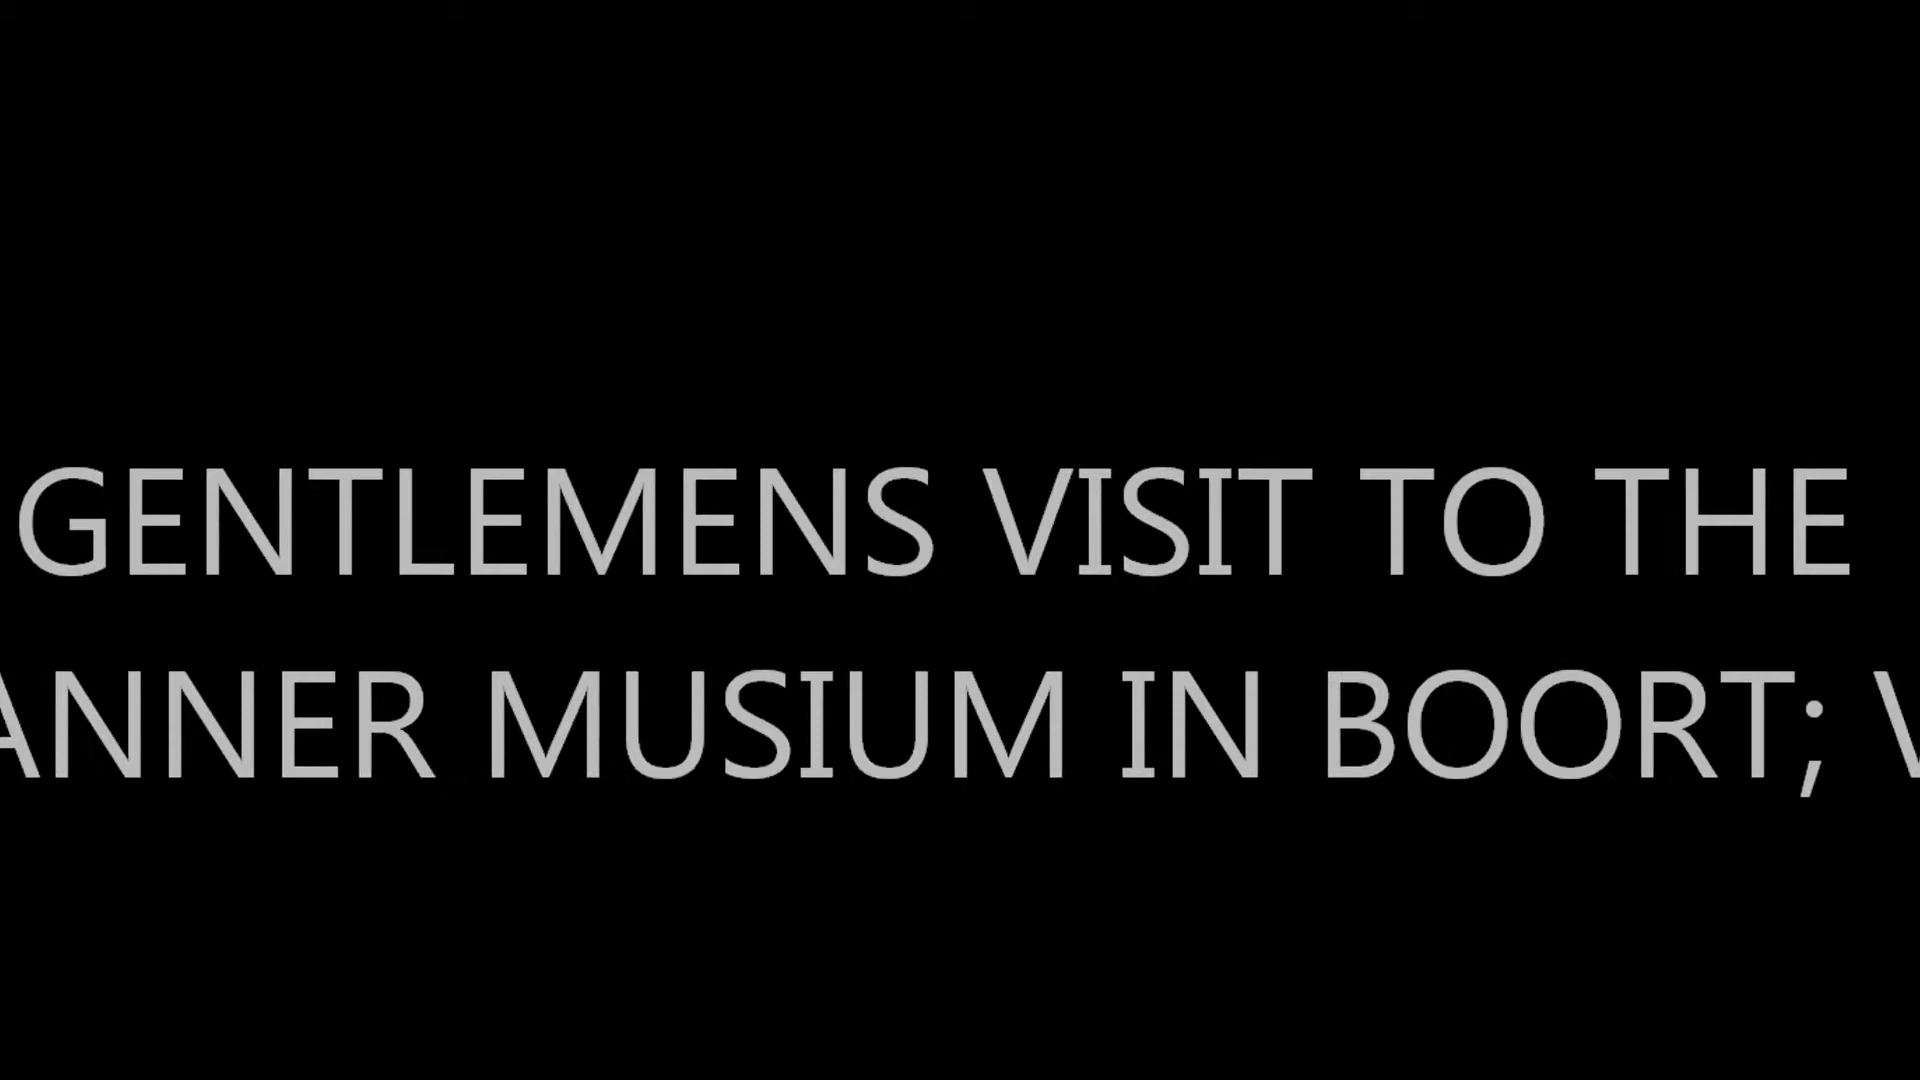 GENTLEMENS VISIT TO THE
ANNER MUSIUM IN BOORT; V